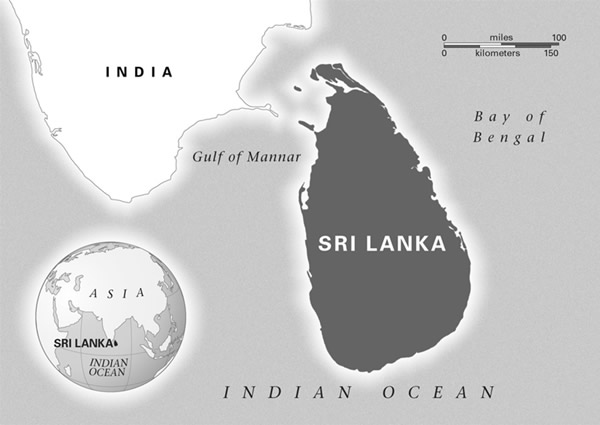 0 miles 100
0 kilometers 150
INDIA
Bay of
Bengal
Gulf of Mannar
SRI LANKA
ASIA
SRI LANKA
INDIAN
OCEAN
INDIAN OCEAN